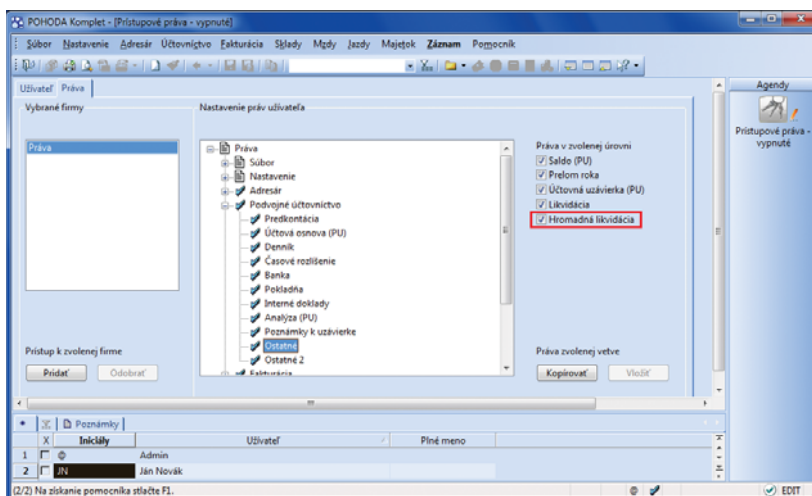 POHODA Komplet - [Prístupové práva - vypnuté]
Súbor Nastavenie Adresár Účtovníctvo Fakturácia Sklady Mzdy Jazdy Majetok Záznam Pomocník
Užívateľ Práva
Vybrané firmy
Práva
Prístup k zvolenej firme
Pridať Odobrať
Nastavenie práv užívateľa
Práva
Súbor
Nastavenie
Adresár
Podvojné účtovníctvo
Predkontácia
Účtová osnova (PU)
Denník
Časové rozlíšenie
Banka
Pokladňa
Interné doklady
Analýza (PU)
Poznámky k uzávierke
Ostatné
Ostatné 2
Fakturácia
Práva v zvolenej úrovni
Saldo (PU)
Prelom roka
Účtovná uzávierka (PU)
Likvidácia
Hromadná likvidácia
Práva zvolenej vetve
Kopírovať Vložiť
Agendy
Prístupové práva -
vypnuté
* Poznámky
X Iniciály Užívateľ Plné meno
1 @ Admin
2 JN Ján Novák
(2/2) Na získanie pomocníka stlačte F1.
@ EDIT